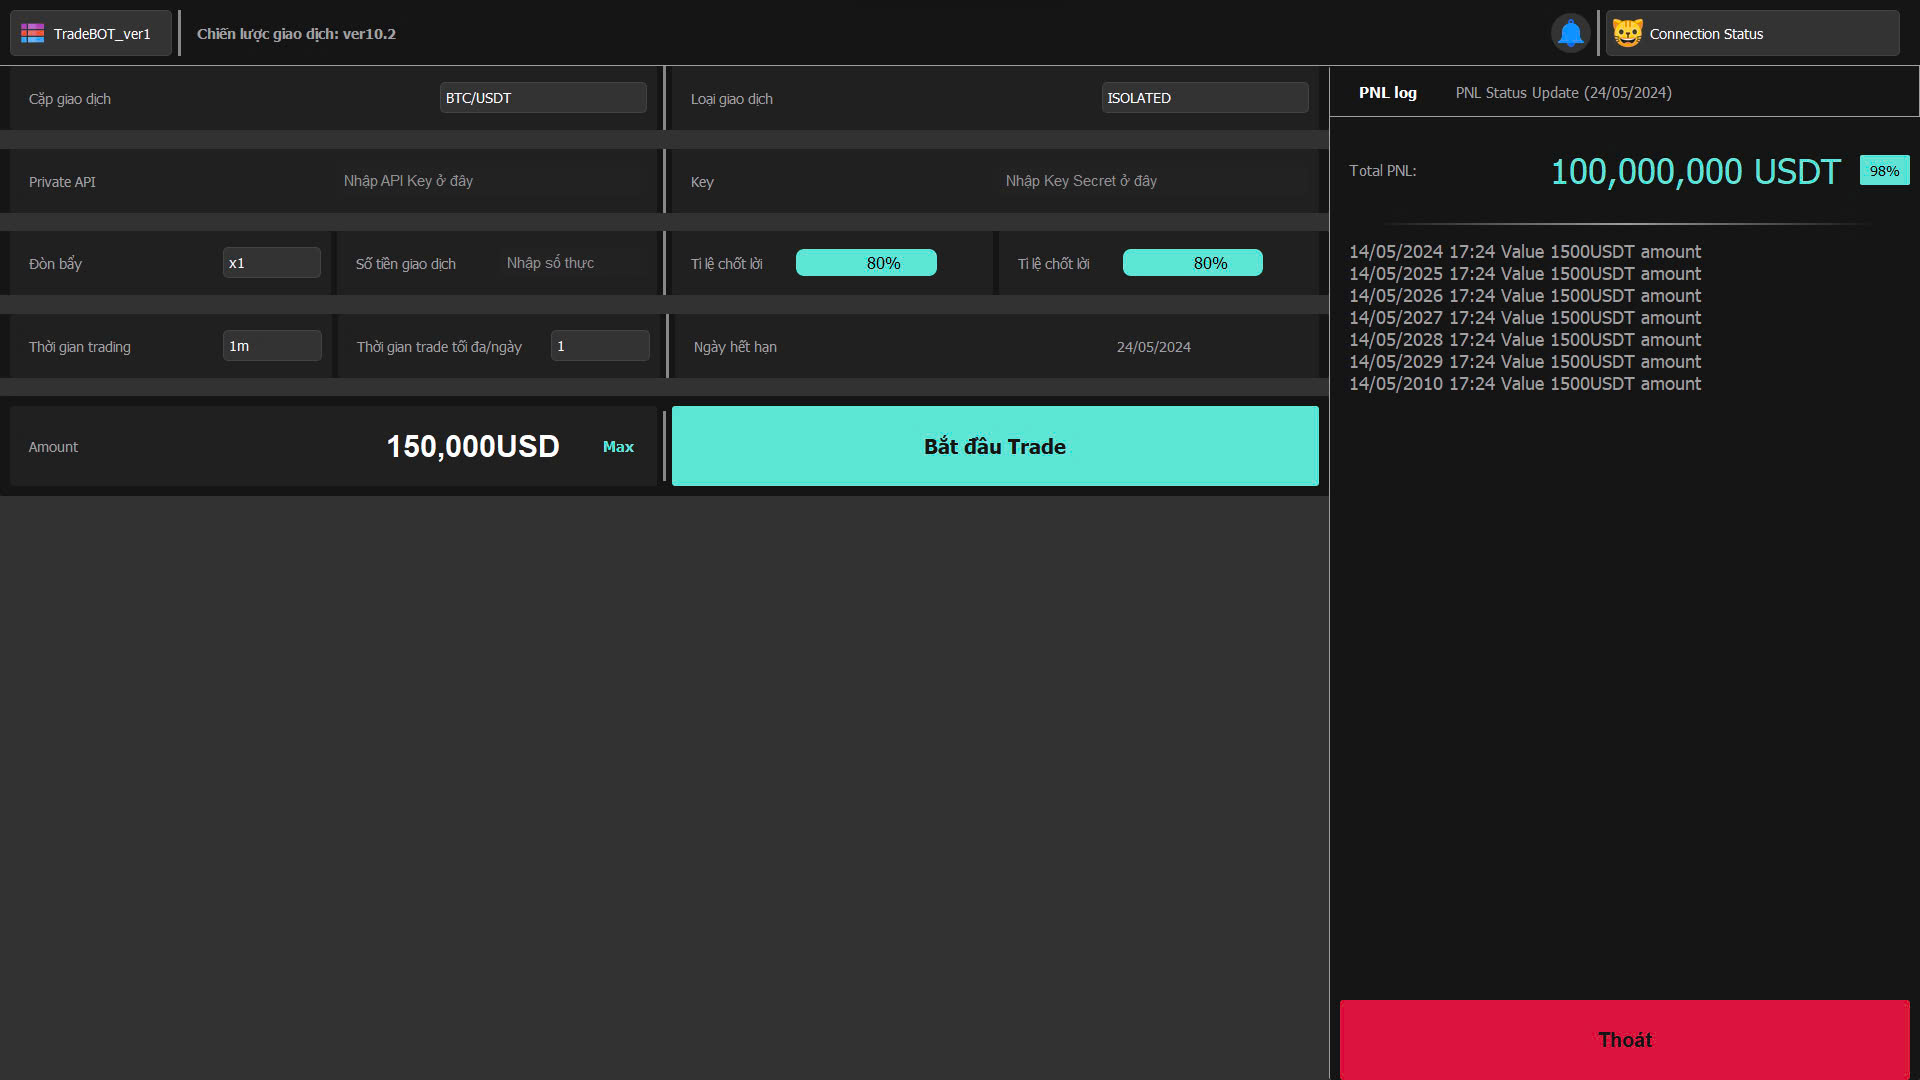 TradeBOT_ver1
Chiến lược giao dịch: ver10.2
Connection Status
Cặp giao dịch
BTC/USDT
Loại giao dịch
ISOLATED
Private API
Nhập API Key ở đây
Key
Nhập Key Secret ở đây
Đòn bẩy
x1
Số tiền giao dịch
Nhập số thực
Tỉ lệ chốt lời
80%
Tỉ lệ chốt lời
80%
Thời gian trading
1m
Thời gian trade tối đa/ngày
1
Ngày hết hạn
24/05/2024
Amount
150,000USD
Max
Bắt đầu Trade
PNL log
PNL Status Update (24/05/2024)
Total PNL:
100,000,000 USDT
98%
14/05/2024 17:24 Value 1500USDT amount
14/05/2025 17:24 Value 1500USDT amount
14/05/2026 17:24 Value 1500USDT amount
14/05/2027 17:24 Value 1500USDT amount
14/05/2028 17:24 Value 1500USDT amount
14/05/2029 17:24 Value 1500USDT amount
14/05/2010 17:24 Value 1500USDT amount
Thoát